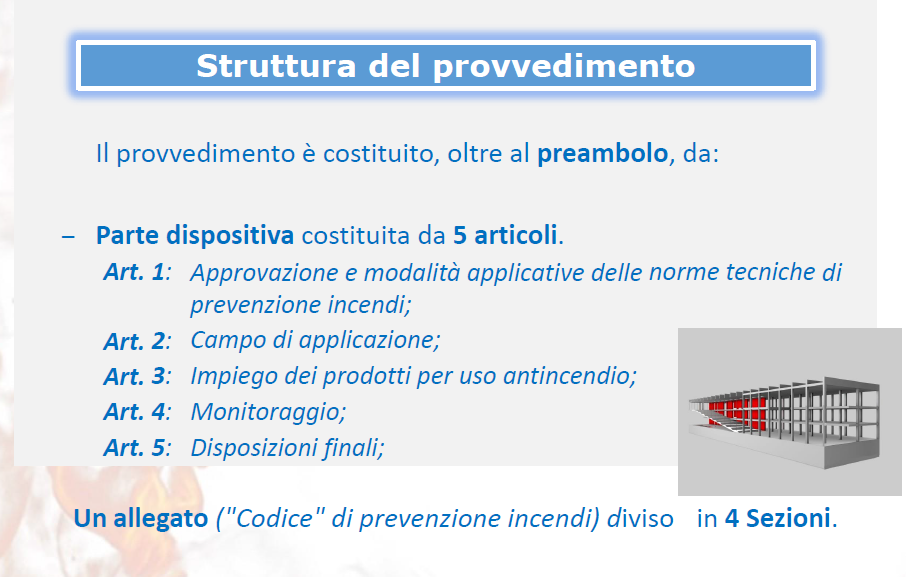 Struttura del provvedimento
Il provvedimento è costituito, oltre al preambolo, da:
– Parte dispositiva costituita da 5 articoli.
Art. 1: Approvazione e modalità applicative delle norme tecniche di
prevenzione incendi;
Art. 2: Campo di applicazione;
Art. 3: Impiego dei prodotti per uso antincendio;
Art. 4: Monitoraggio;
Art. 5: Disposizioni finali;
Un allegato ("Codice" di prevenzione incendi) diviso in 4 Sezioni.